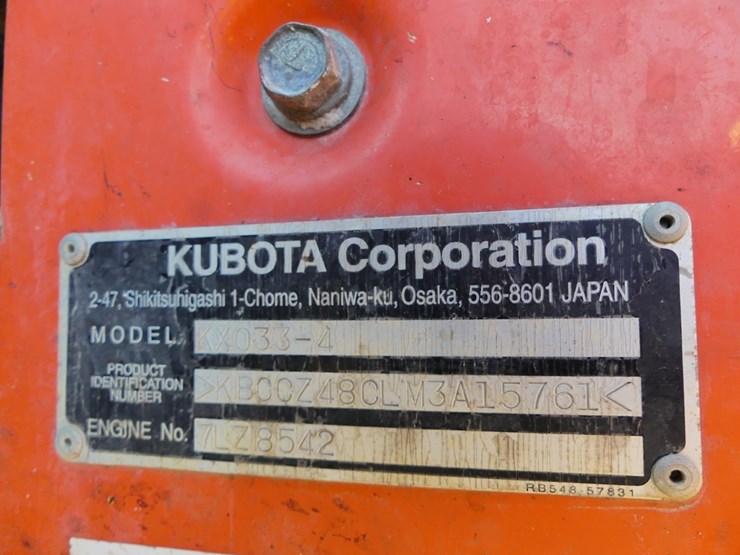 KUBOTA Corporation
2-47, Shikitsuhigashi 1-Chome, Naniwa-ku, Osaka, 556-8601 JAPAN
MODEL KX033-4
PRODUCT
IDENTIFICATION
NUMBER
>KBCCZ48CLM3A15761<
ENGINE No. 7LZ8542
RB548-57831